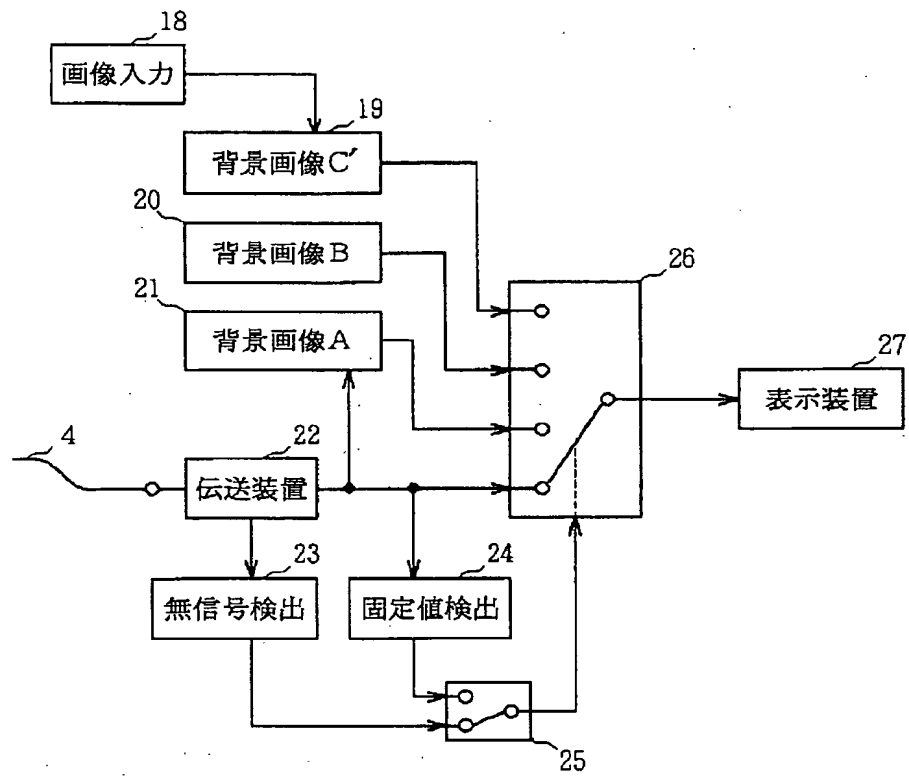 18
画像入力
19
背景画像C′
20
背景画像B
26
21
背景画像A
27
表示装置
4
22
伝送装置
23
無信号検出
24
固定値検出
25